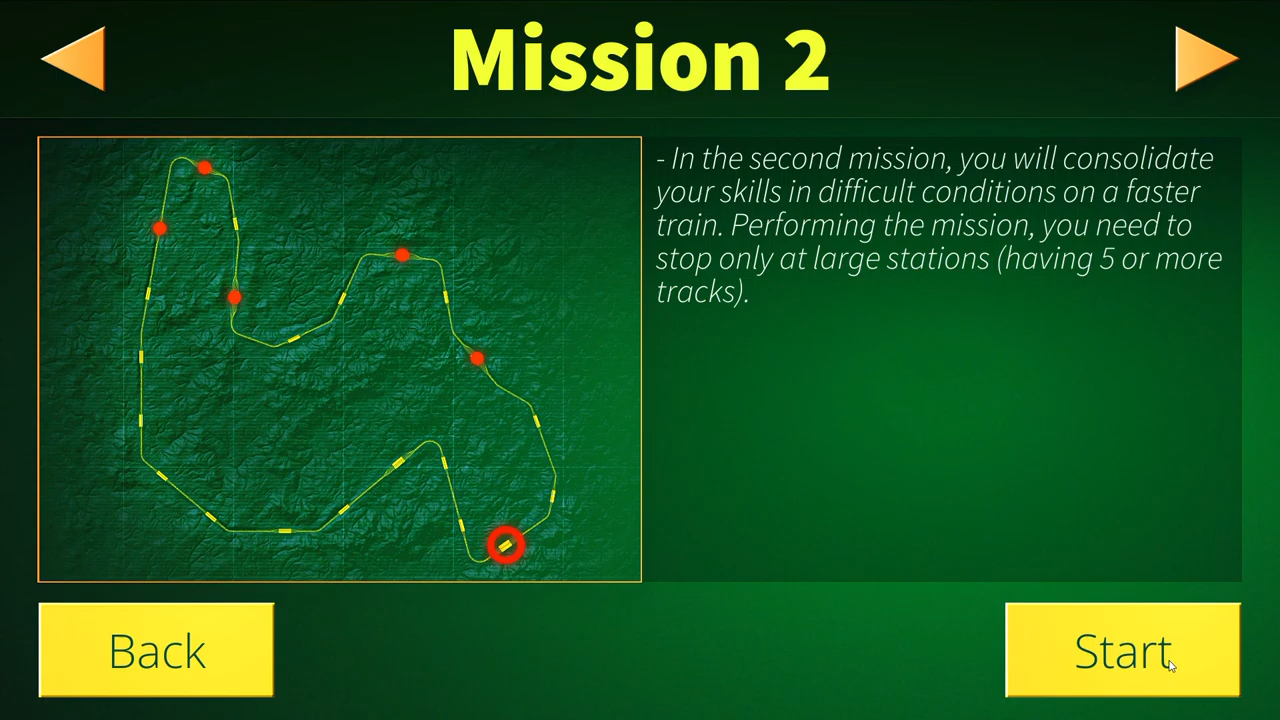 Mission 2
- In the second mission, you will consolidate
your skills in difficult conditions on a faster
train. Performing the mission, you need to
stop only at large stations (having 5 or more
tracks).
Back
Start